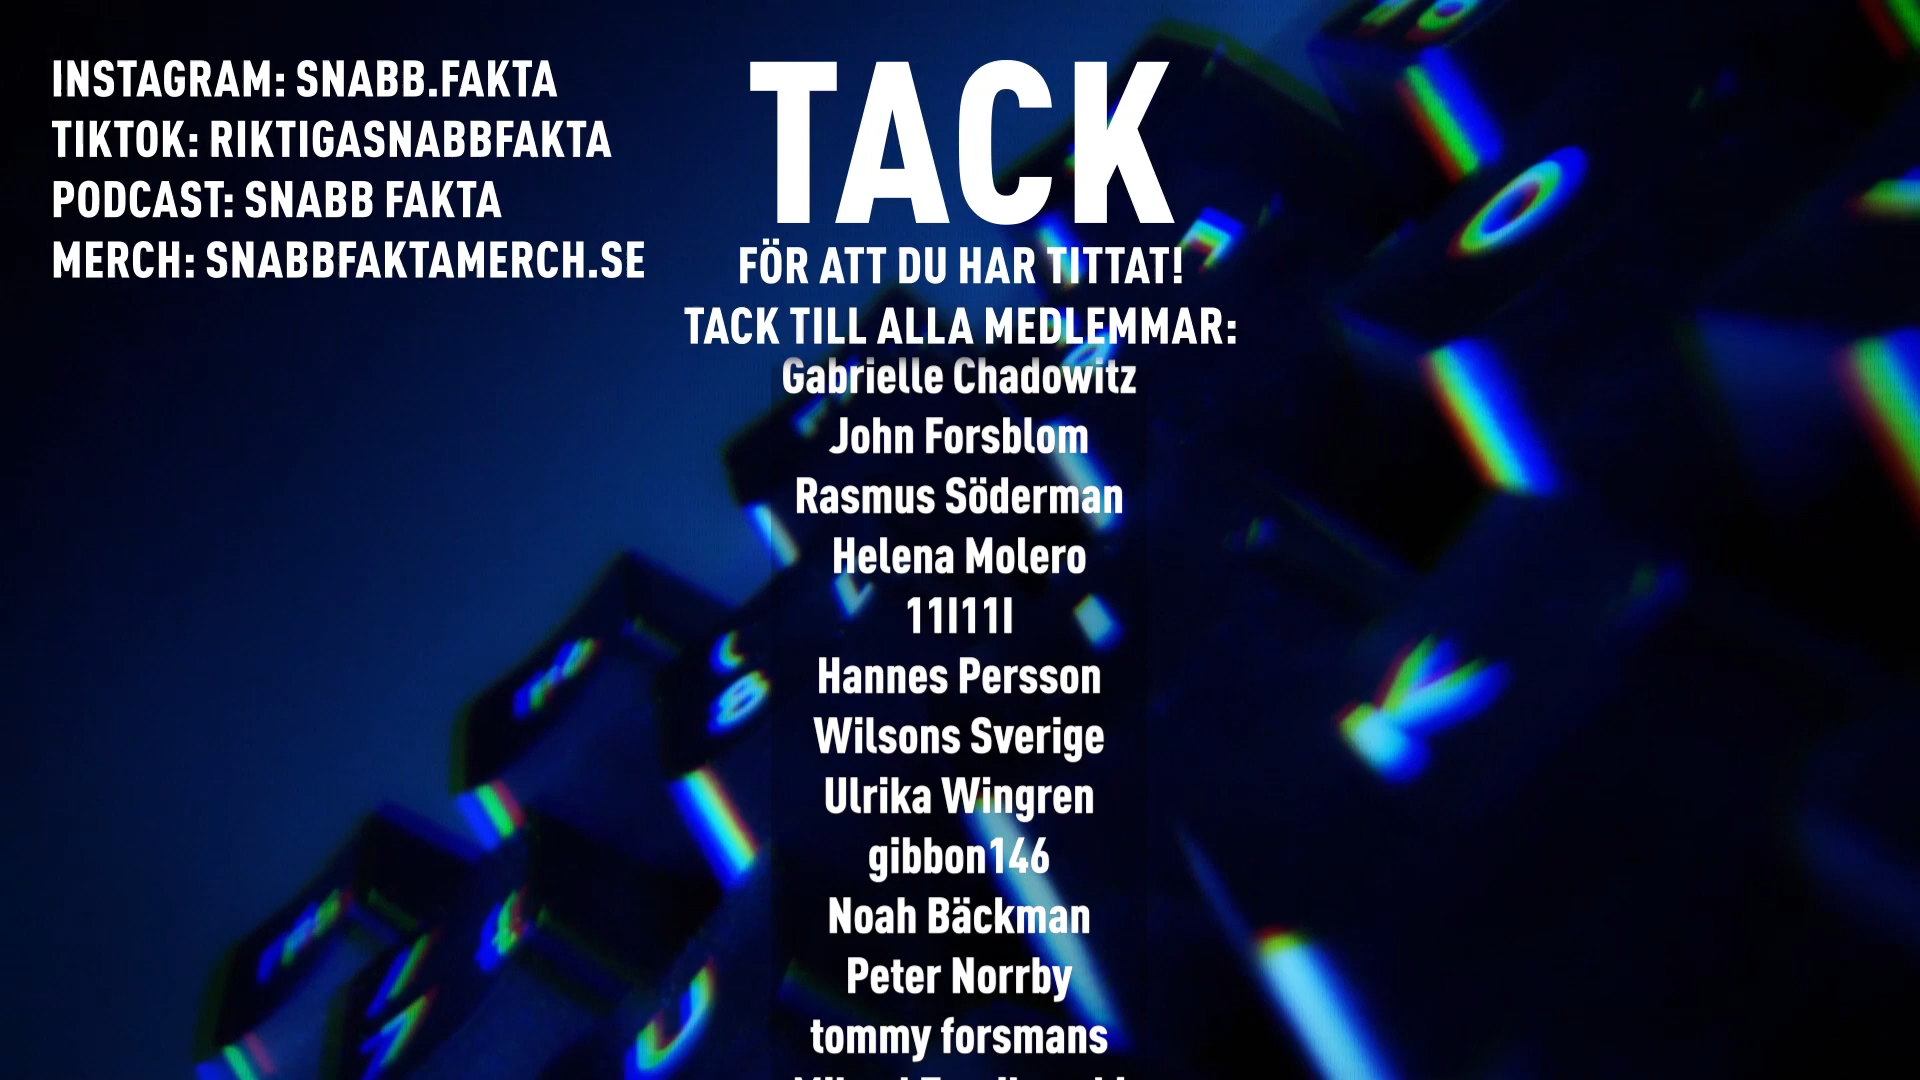 INSTAGRAM: SNABB.FAKTA
TIKTOK: RIKTIGASNABBFAKTA
PODCAST: SNABB FAKTA
MERCH: SNABBFAKTAMERCH.SE
TACK
FÖR ATT DU HAR TITTAT!
TACK TILL ALLA MEDLEMMAR:
Gabrielle Chadowitz
John Forsblom
Rasmus Söderman
Helena Molero
11I11I
Hannes Persson
Wilsons Sverige
Ulrika Wingren
gibbon146
Noah Bäckman
Peter Norrby
tommy forsmans